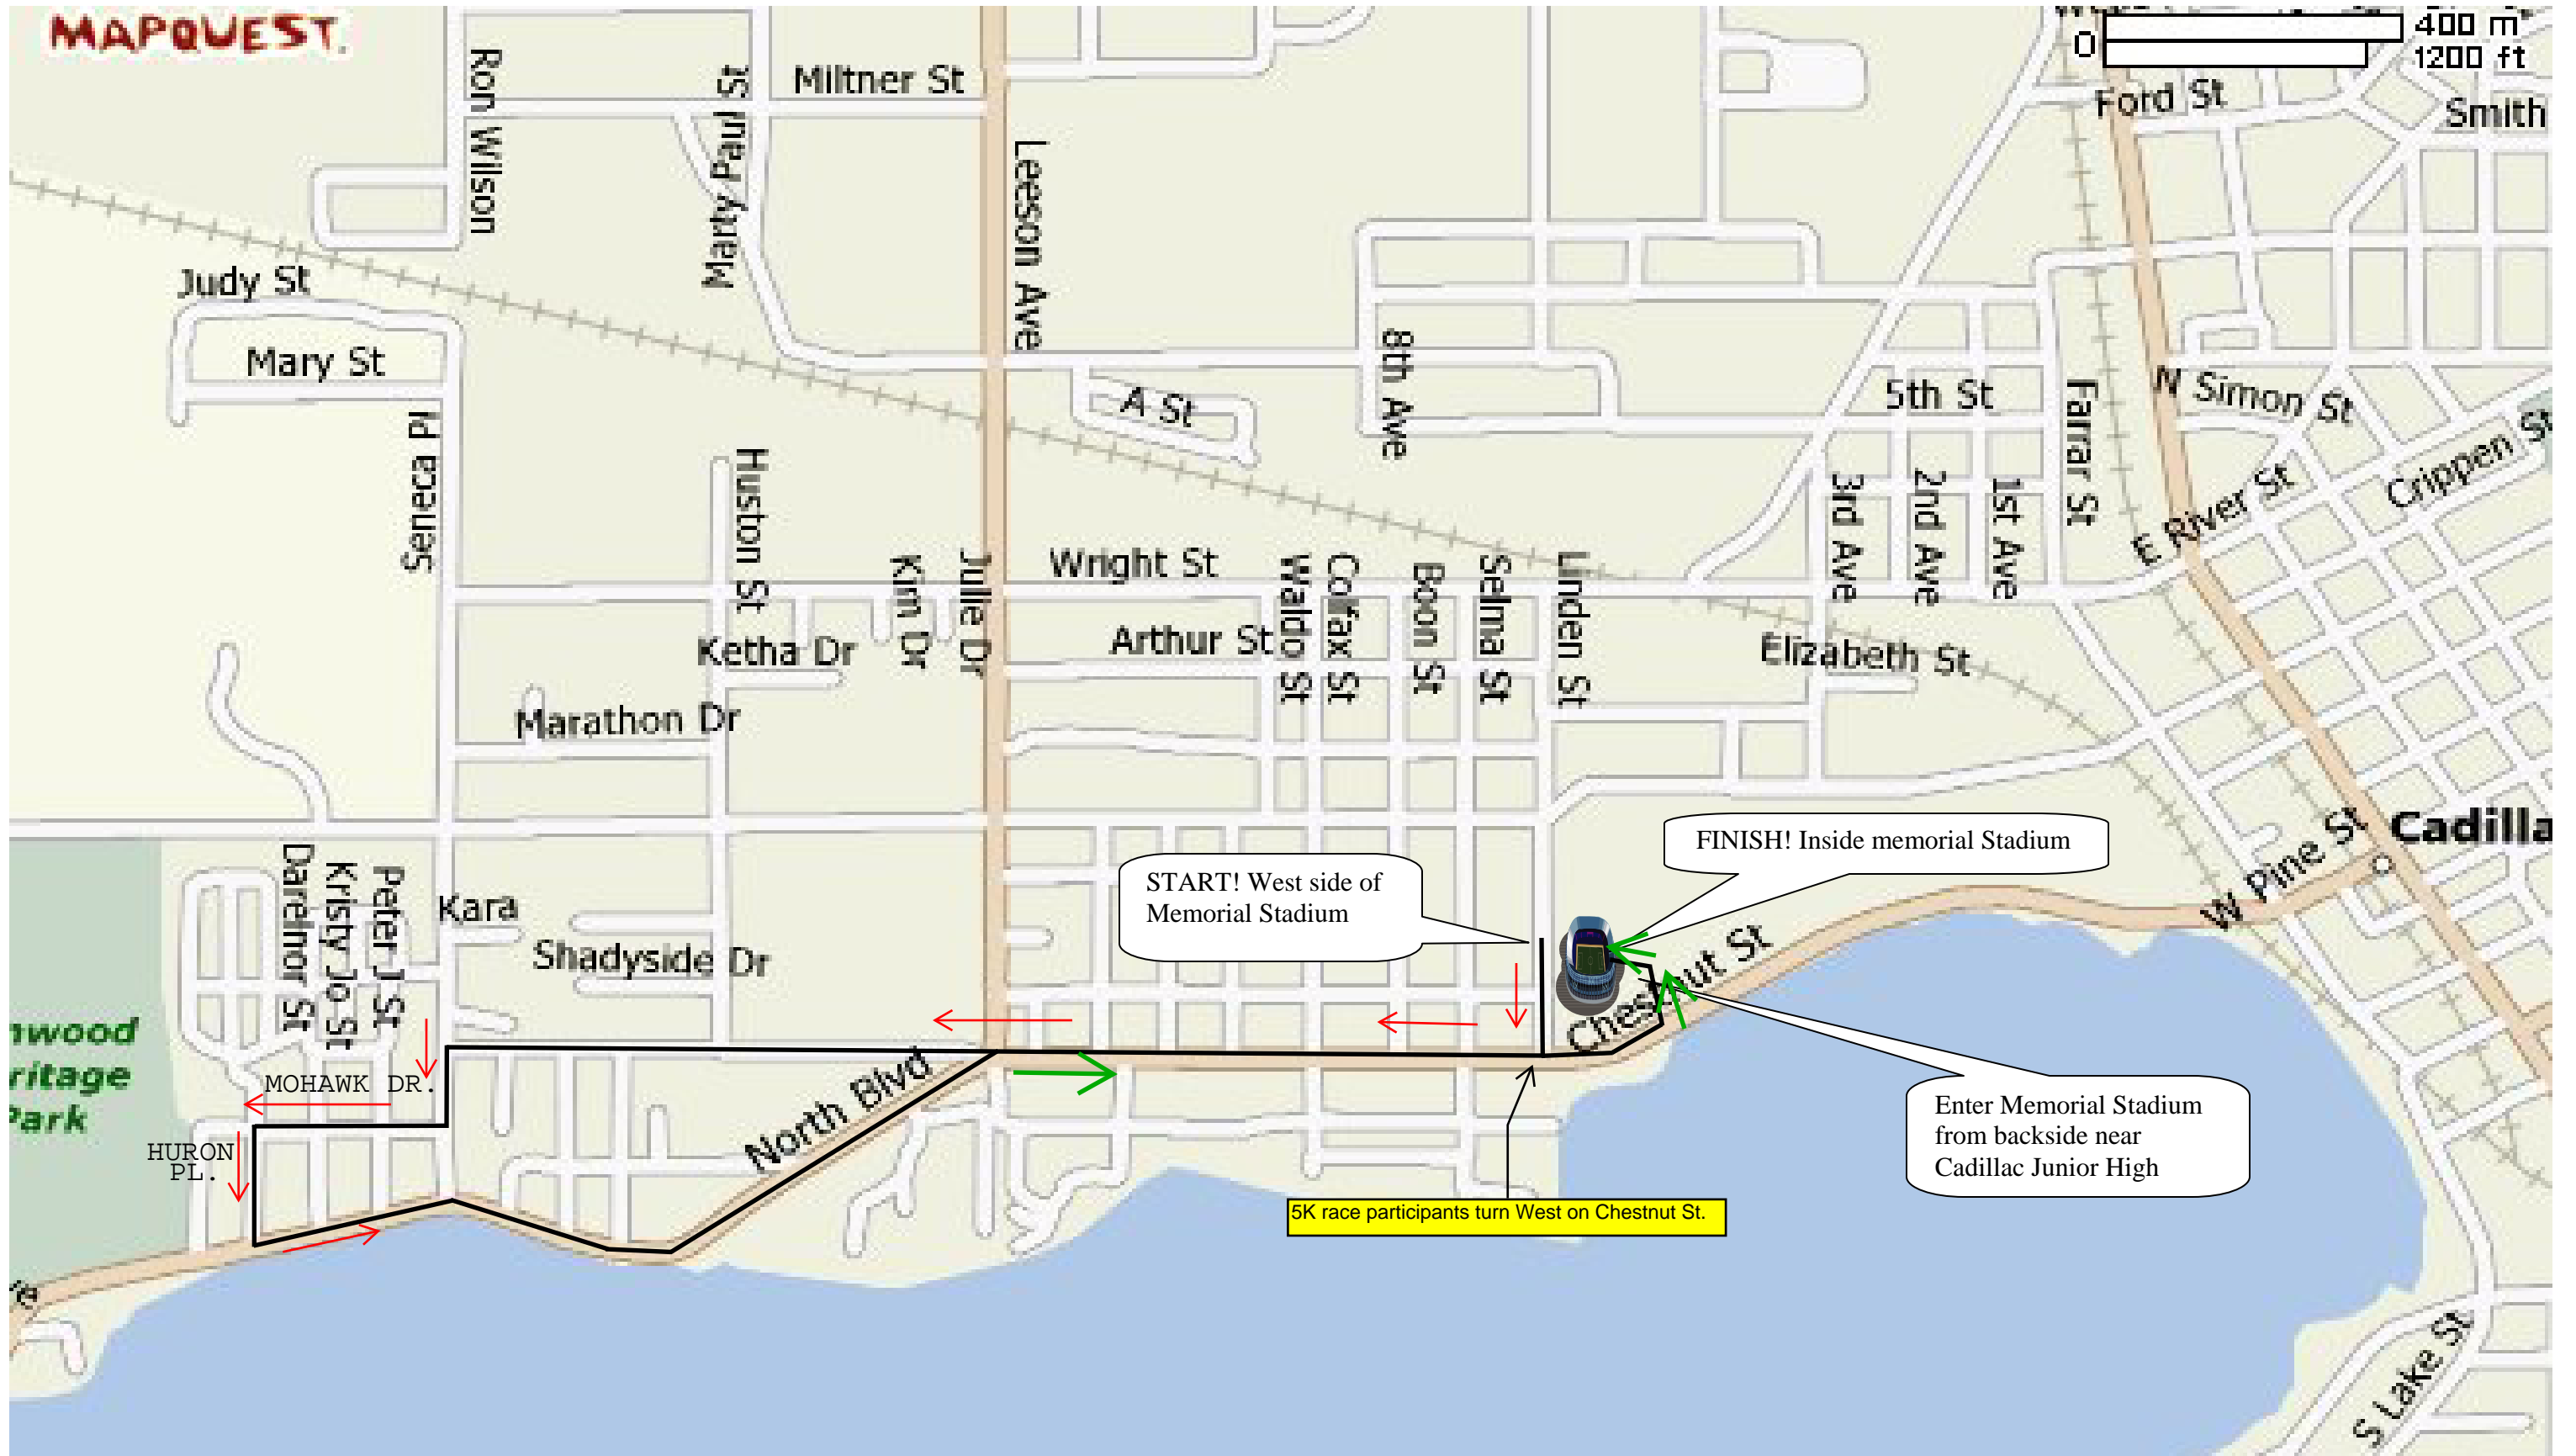 MAPQUEST.
400 m
0
1200 ft
Ron Wilson
Marty Paul St
Miltner St
Leeson Ave
Ford St
Smith
Judy St
Mary St
Seneca Pl
A St
8th Ave
5th St
Farrar St
N Simon St
Crippen St
E River St
3rd Ave
2nd Ave
1st Ave
Huston St
Kim Dr
Julie Dr
Wright St
Waldo St
Colfax St
Boon St
Selma St
Linden St
Arthur St
Ketha Dr
Elizabeth St
Marathon Dr
W Pine St
Cadilla
FINISH! Inside memorial Stadium
START! West side of
Memorial Stadium
Darelnor St
Kristy Jo St
Peter J St
Kara
Shadyside Dr
Chestnut St
nwood
ritage
Park
MOHAWK DR.
HURON
PL.
North Blvd
Enter Memorial Stadium
from backside near
Cadillac Junior High
5K race participants turn West on Chestnut St.
S Lake St